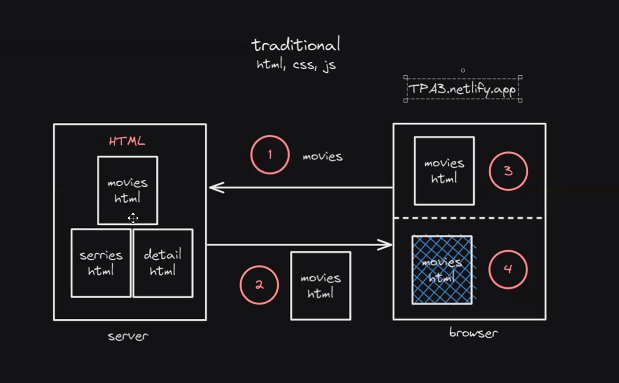 traditional
html, css, js
TPA3.netlify.app
HTML
movies
html
serries
html
detail
html
server
1
movies
2
movies
html
movies
html
3
movies
html
4
browser